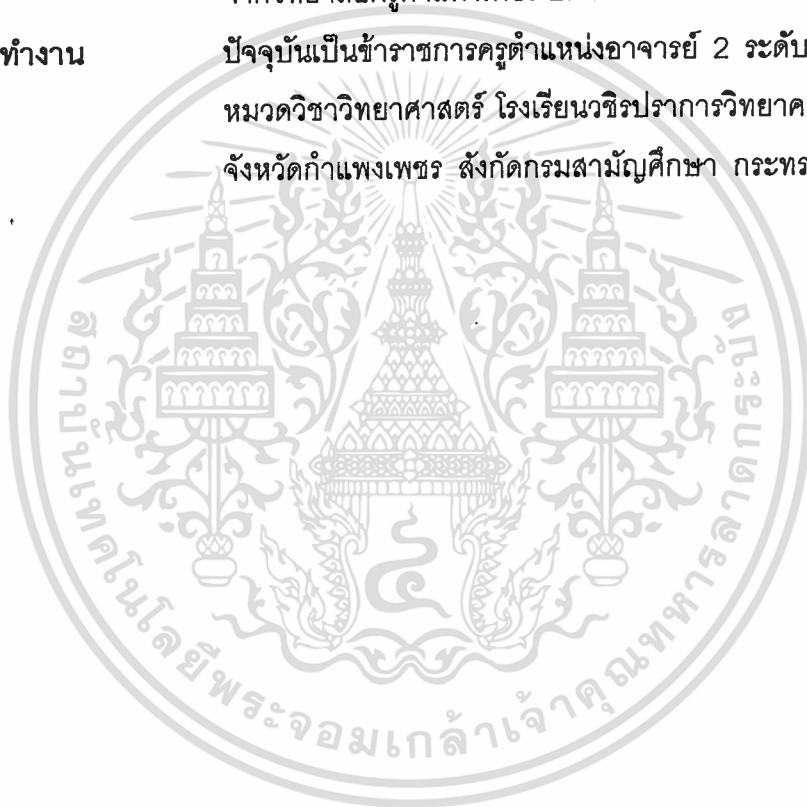 ทำงาน ปัจจุบันเป็นข้าราชการครูตำแหน่งอาจารย์ 2 ระดับ
หมวดวิชาวิทยาศาสตร์ โรงเรียนวชิรปราการวิทยาค
จังหวัดกำแพงเพชร สังกัดกรมสามัญศึกษา กระทร
สถาบันเทคโนโลยีพระจอมเกล้าเจ้าคุณทหารลาดกระบัง